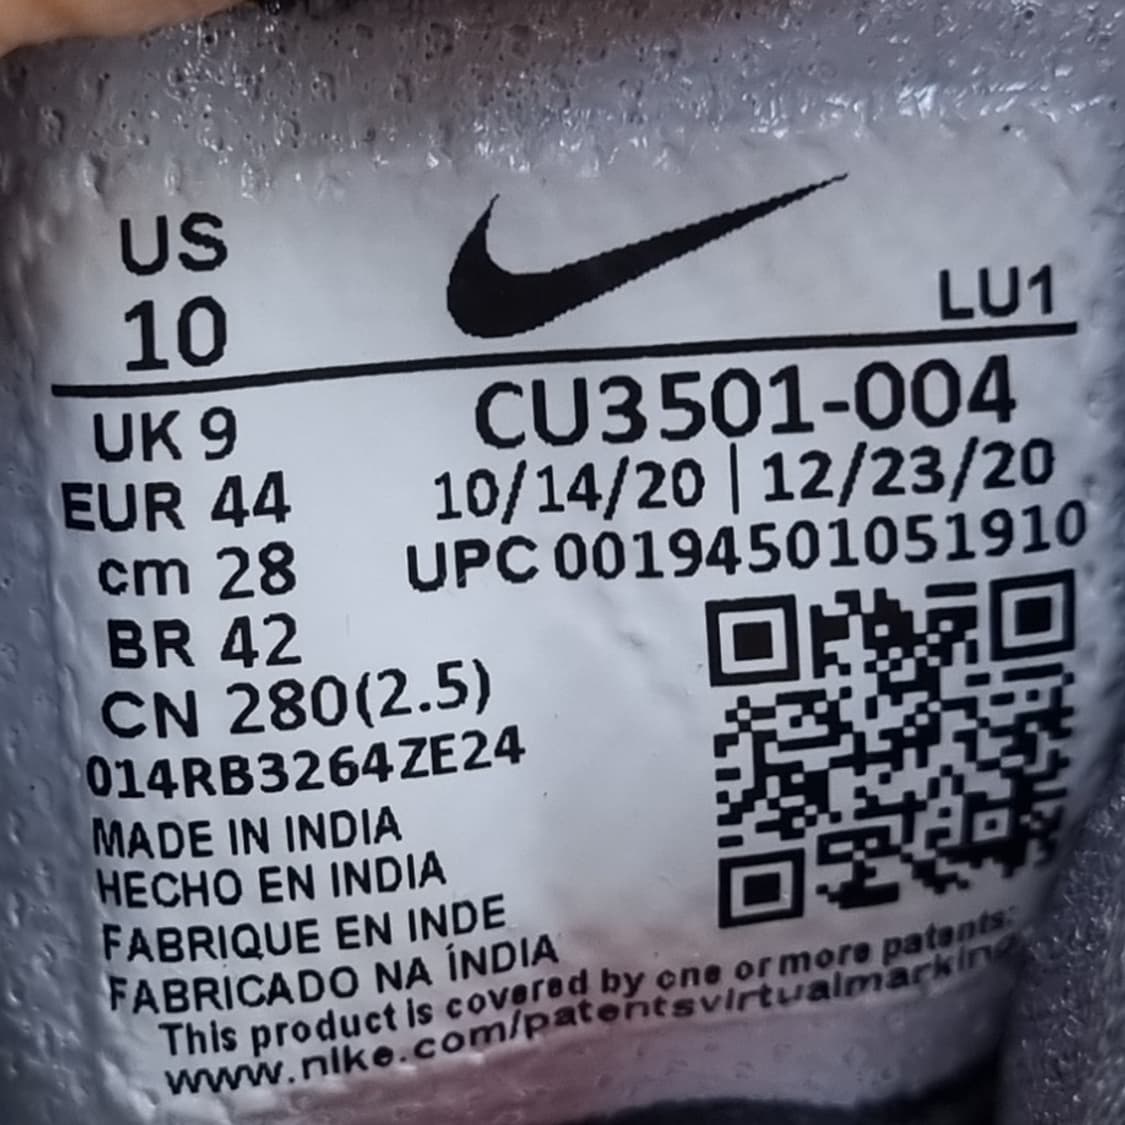 US
10
LU1
UK 9
EUR 44
cm 28
BR 42
CN 280(2.5)
CU3501-004
10/14/20 | 12/23/20
UPC 00194501051910
014RB3264ZE24
MADE IN INDIA
HECHO EN INDIA
FABRIQUE EN INDE
FABRICADO NA ÍNDIA
This product is covered by one or more patents:
www.nike.com/patentsvirtualmarking